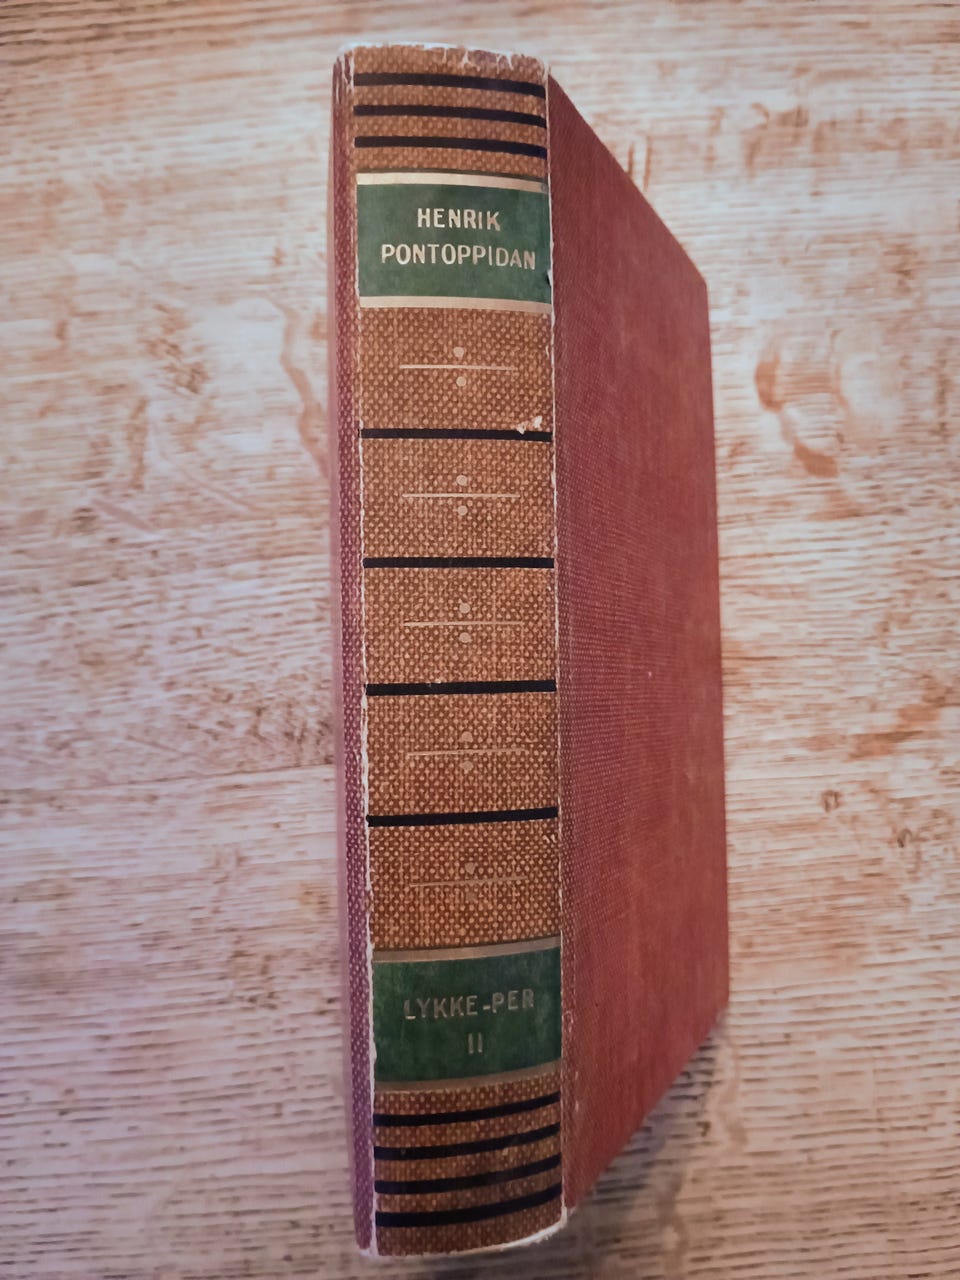 HENRIK
PONTOPPIDAN
LYKKE-PER
II